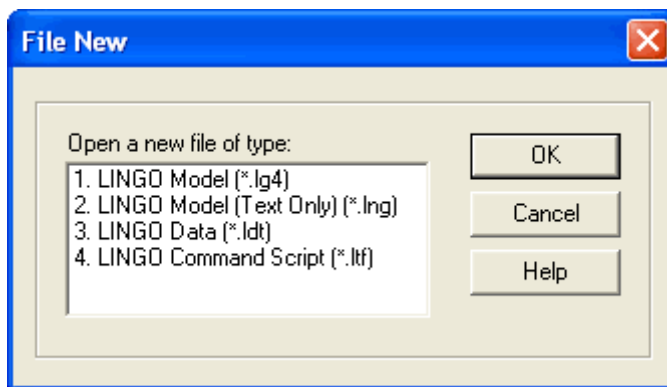 File New
Open a new file of type:
1. LINGO Model (*.lg4)
2. LINGO Model (Text Only) (*.lng)
3. LINGO Data (*.ldt)
4. LINGO Command Script (*.ltf)
OK
Cancel
Help